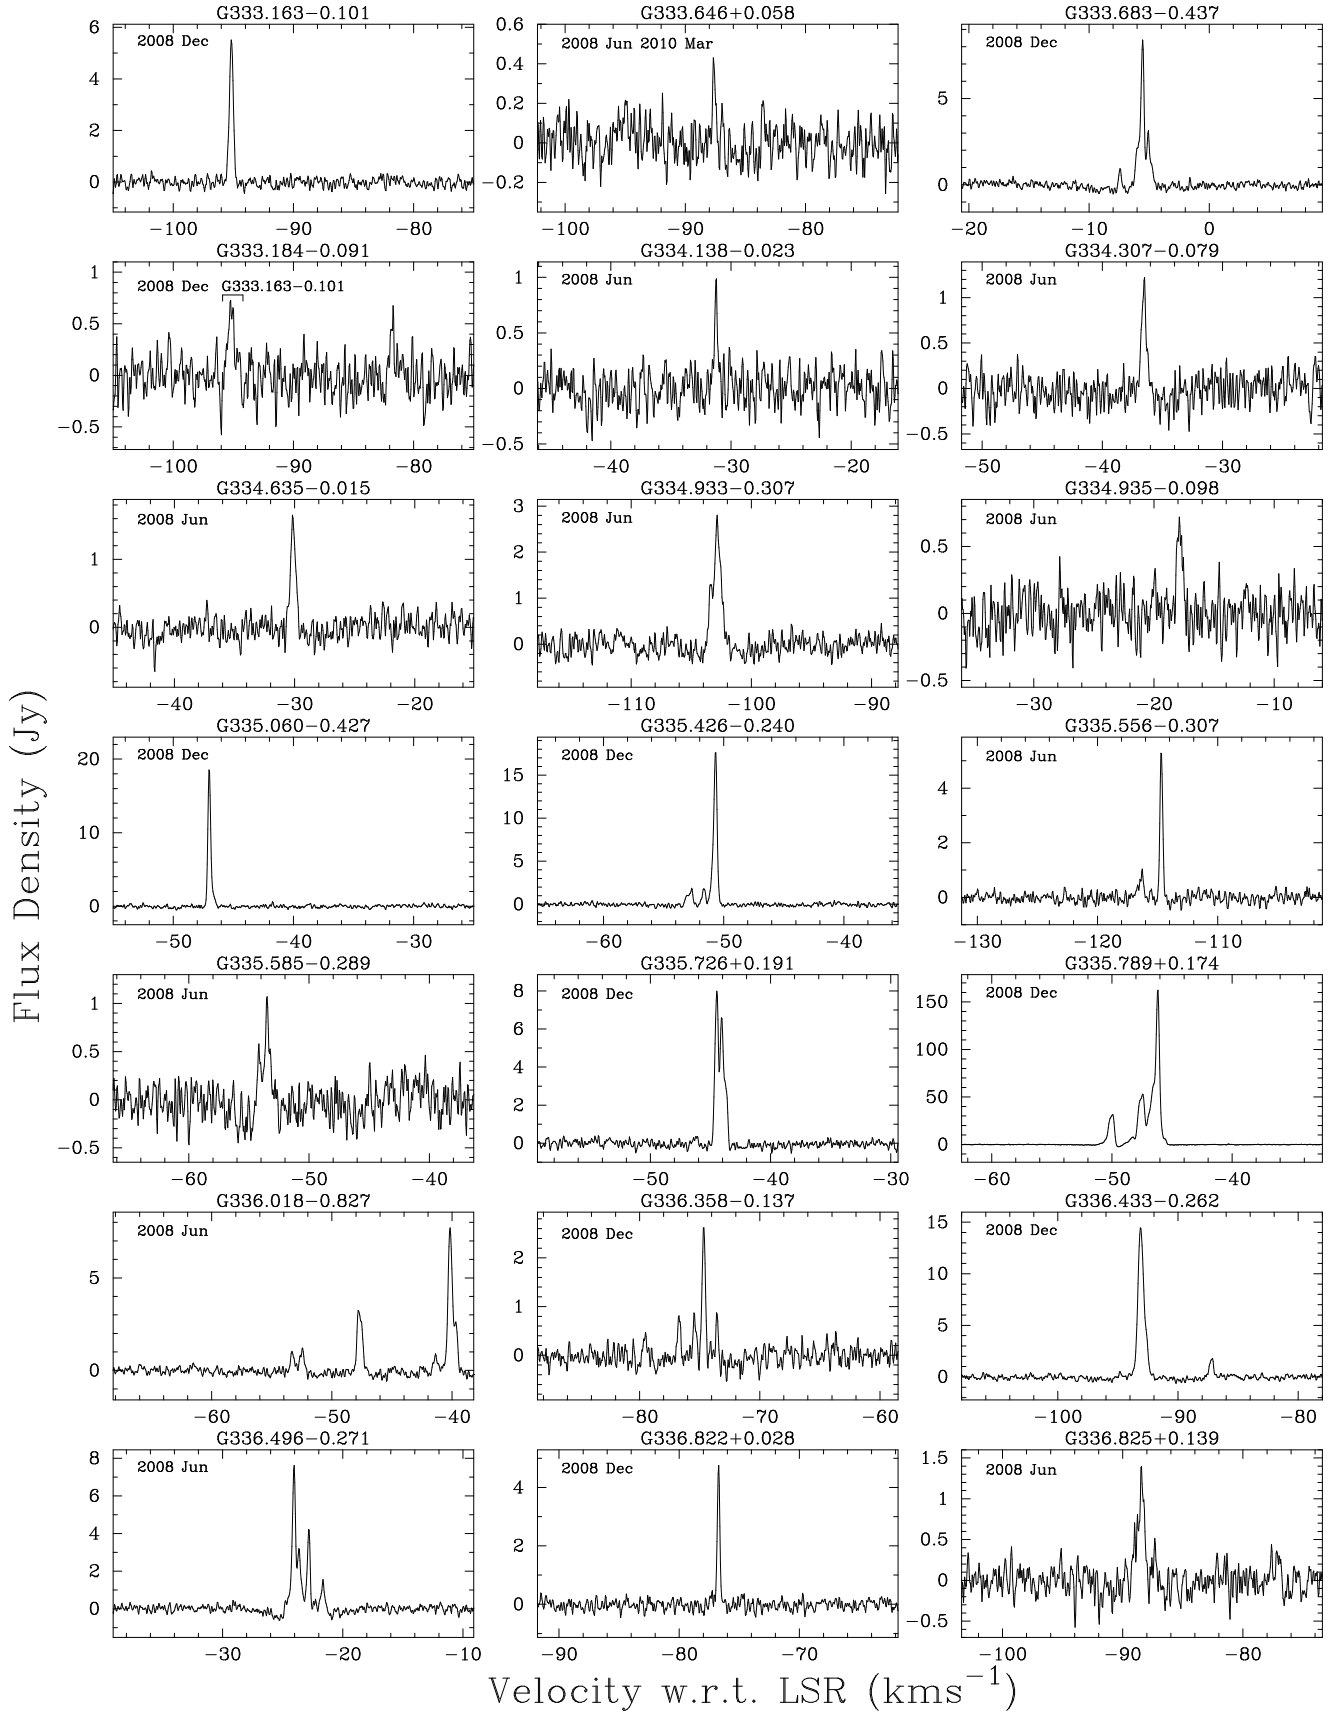 G333.163−0.101
G333.646+0.058
G333.683−0.437
2008 Dec
2008 Jun 2010 Mar
2008 Dec
6
4
2
0
0.6
0.4
0.2
0
−0.2
5
0
−100 −90 −80
−100 −90 −80
−20 −10 0
G333.184−0.091
G334.138−0.023
G334.307−0.079
2008 Dec G333.163−0.101
2008 Jun
2008 Jun
1
0.5
0
−0.5
1
0.5
0
−0.5
1
0.5
0
−0.5
−100 −90 −80
−40 −30 −20
−50 −40 −30
G334.635−0.015
G334.933−0.307
G334.935−0.098
2008 Jun
2008 Jun
2008 Jun
1
0
3
2
1
0
0.5
0
−0.5
−40 −30 −20
−110 −100 −90
−30 −20 −10
G335.060−0.427
G335.426−0.240
G335.556−0.307
2008 Dec
2008 Dec
2008 Jun
20
10
0
15
10
5
0
4
2
0
−50 −40 −30
−60 −50 −40
−130 −120 −110
G335.585−0.289
G335.726+0.191
G335.789+0.174
2008 Jun
2008 Dec
2008 Dec
1
0.5
0
−0.5
8
6
4
2
0
150
100
50
0
−60 −50 −40
−50 −40 −30
−60 −50 −40
G336.018−0.827
G336.358−0.137
G336.433−0.262
2008 Jun
2008 Dec
2008 Dec
5
0
2
1
0
15
10
5
0
−60 −50 −40
−80 −70 −60
−100 −90 −80
G336.496−0.271
G336.822+0.028
G336.825+0.139
2008 Jun
2008 Dec
2008 Jun
8
6
4
2
0
4
2
0
1.5
1
0.5
0
−0.5
−30 −20 −10
−90 −80 −70
−100 −90 −80
Flux Density (Jy)
Velocity w.r.t. LSR (kms−1)